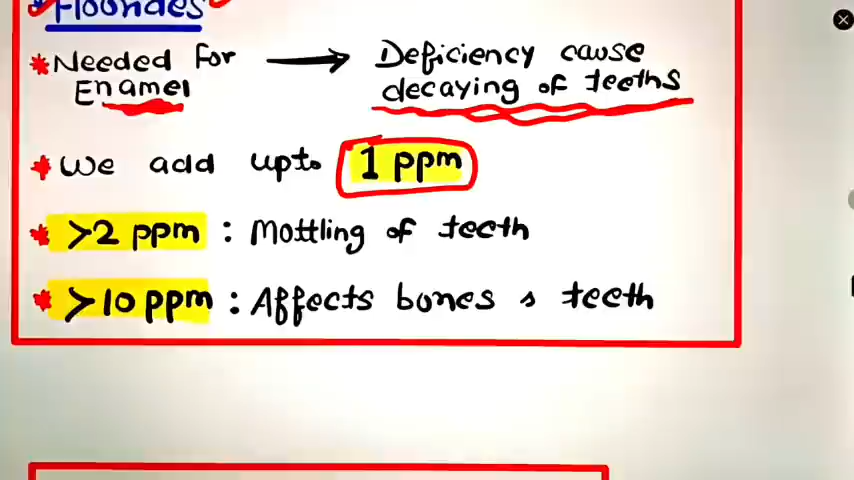 Flourides
*Needed for → Deficiency cause
Enamel decaying of teeths
*We add upto 1 ppm
*>2 ppm : Mottling of teeth
*>10 ppm : Affects bones s teeth